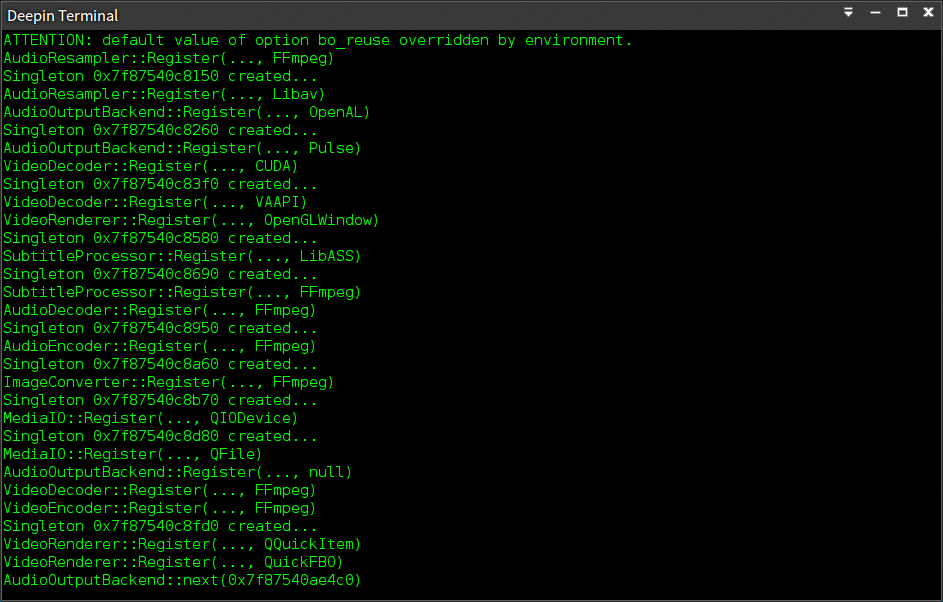 Deepin Terminal
ATTENTION: default value of option bo_reuse overridden by environment.
AudioResampler::Register(..., FFmpeg)
Singleton 0x7f87540c8150 created...
AudioResampler::Register(..., Libav)
AudioOutputBackend::Register(..., OpenAL)
Singleton 0x7f87540c8260 created...
AudioOutputBackend::Register(..., Pulse)
VideoDecoder::Register(..., CUDA)
Singleton 0x7f87540c83f0 created...
VideoDecoder::Register(..., VAAPI)
VideoRenderer::Register(..., OpenGLWindow)
Singleton 0x7f87540c8580 created...
SubtitleProcessor::Register(..., LibASS)
Singleton 0x7f87540c8690 created...
SubtitleProcessor::Register(..., FFmpeg)
AudioDecoder::Register(..., FFmpeg)
Singleton 0x7f87540c8950 created...
AudioEncoder::Register(..., FFmpeg)
Singleton 0x7f87540c8a60 created...
ImageConverter::Register(..., FFmpeg)
Singleton 0x7f87540c8b70 created...
MediaIO::Register(..., QIODevice)
Singleton 0x7f87540c8d80 created...
MediaIO::Register(..., QFile)
AudioOutputBackend::Register(..., null)
VideoDecoder::Register(..., FFmpeg)
VideoEncoder::Register(..., FFmpeg)
Singleton 0x7f87540c8fd0 created...
VideoRenderer::Register(..., QQuickItem)
VideoRenderer::Register(..., QuickFBO)
AudioOutputBackend::next(0x7f87540ae4c0)